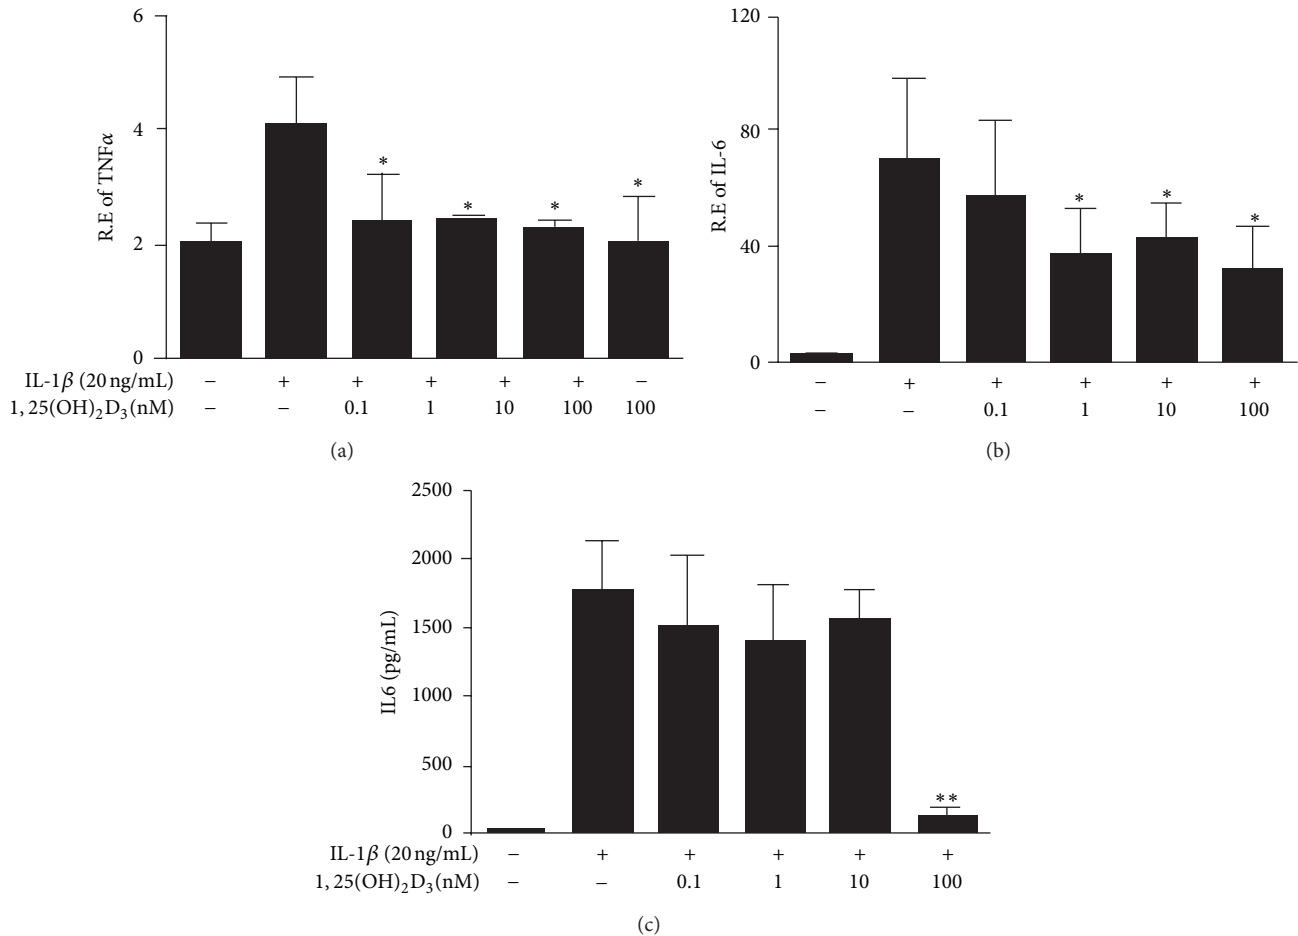 6
4
2
0
R.E of TNFα
*
*
*
*
IL-1β (20 ng/mL) − + + + + + −
1, 25(OH)₂D₃(nM) − − 0.1 1 10 100 100
(a)
120
80
40
0
R.E of IL-6
*
*
*
− + + + + +
− − 0.1 1 10 100
(b)
2500
2000
1500
1000
500
0
IL6 (pg/mL)
**
IL-1β (20 ng/mL) − + + + + +
1, 25(OH)₂D₃(nM) − − 0.1 1 10 100
(c)